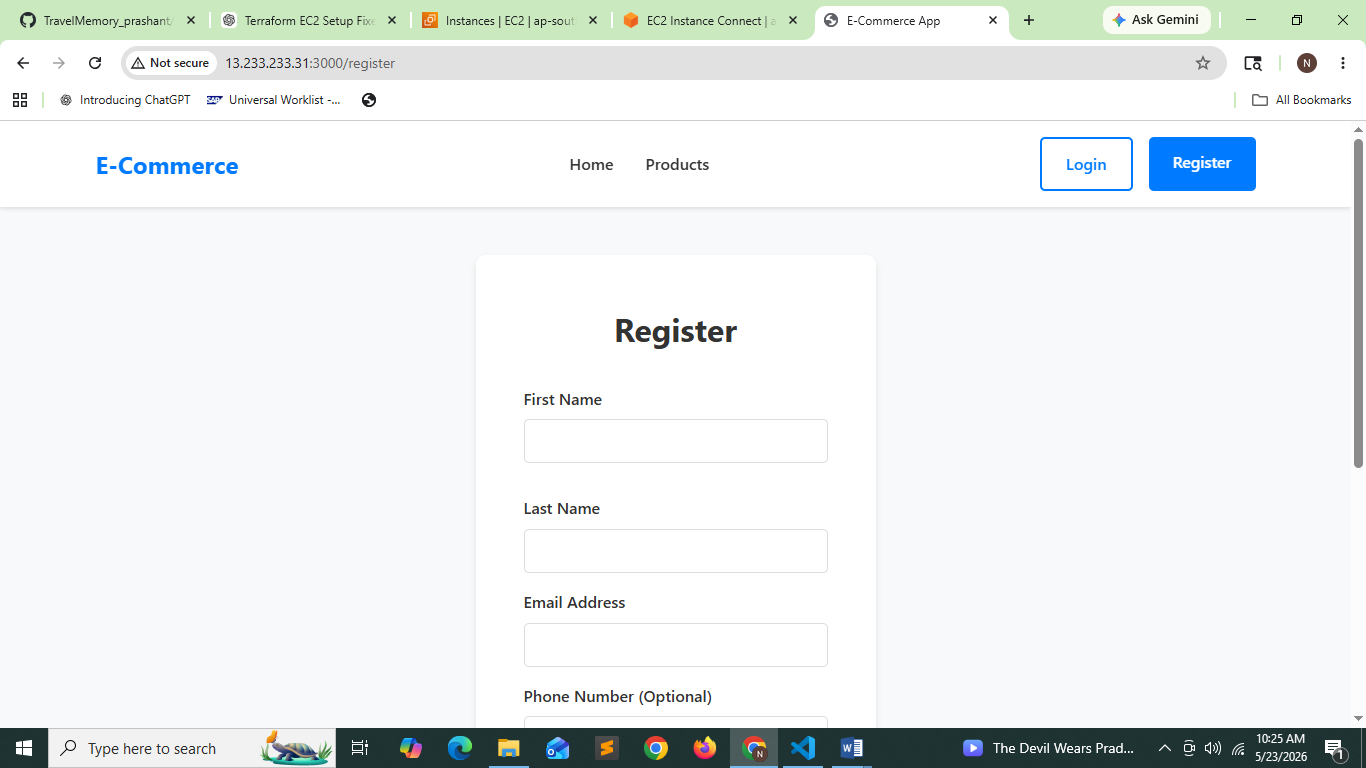 TravelMemory_prashant/
Terraform EC2 Setup Fixe
Instances | EC2 | ap-sout
EC2 Instance Connect | a
E-Commerce App
Ask Gemini
Not secure
13.233.233.31:3000/register
N
Introducing ChatGPT
SAP
Universal Worklist -...
All Bookmarks
E-Commerce
Home
Products
Login
Register
Register
First Name
Last Name
Email Address
Phone Number (Optional)
Type here to search
N
The Devil Wears Prad...
10:25 AM
5/23/2026
1